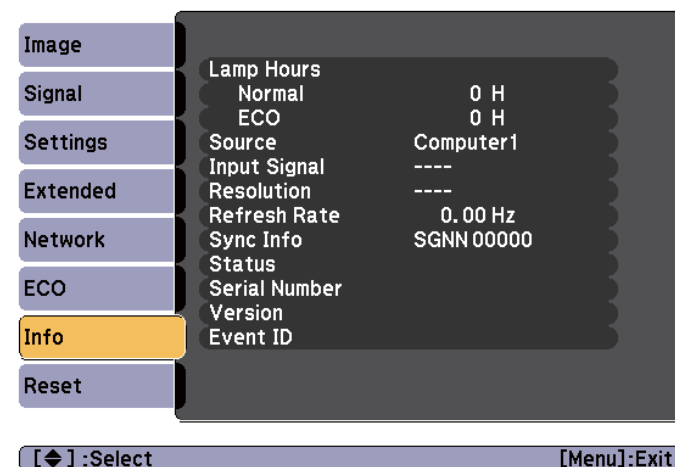 Image
Signal
Settings
Extended
Network
ECO
Info
Reset
Lamp Hours
Normal 0 H
ECO 0 H
Source Computer1
Input Signal ----
Resolution ----
Refresh Rate 0.00 Hz
Sync Info SGNN 00000
Status
Serial Number
Version
Event ID
[◆] :Select [Menu]:Exit